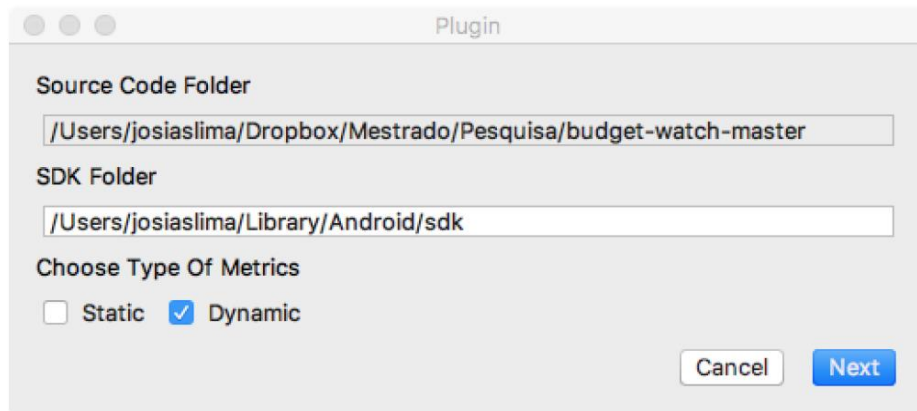 Plugin
Source Code Folder
/Users/josiaslima/Dropbox/Mestrado/Pesquisa/budget-watch-master
SDK Folder
/Users/josiaslima/Library/Android/sdk
Choose Type Of Metrics
Static Dynamic
Cancel Next